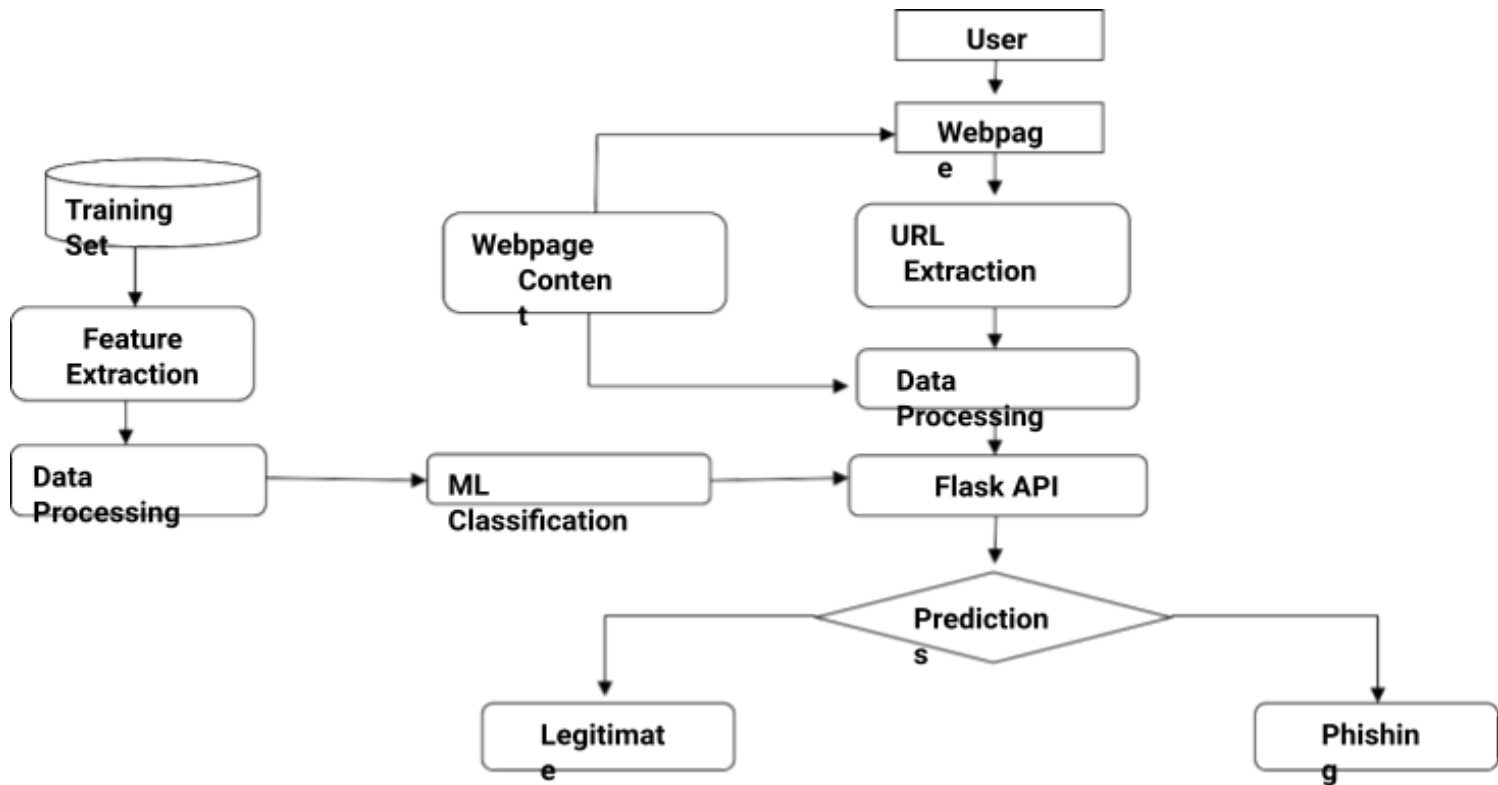 User
Webpag
e
Training
Set
Webpage
Conten
t
URL
Extraction
Feature
Extraction
Data
Processing
Data
Processing
ML
Classification
Flask API
Prediction
s
Legitimat
e
Phishin
g